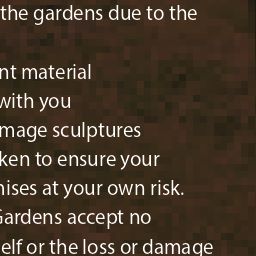 the gardens due to the
nt material
with you
mage sculptures
ken to ensure your
nises at your own risk.
Gardens accept no
elf or the loss or damage